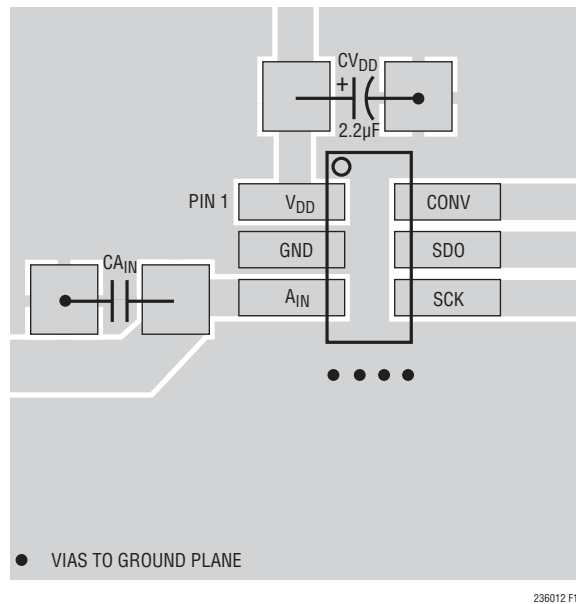 CVDD
+
2.2µF
PIN 1
VDD
CONV
GND
SDO
CAIN
AIN
SCK
VIAS TO GROUND PLANE
236012 F1